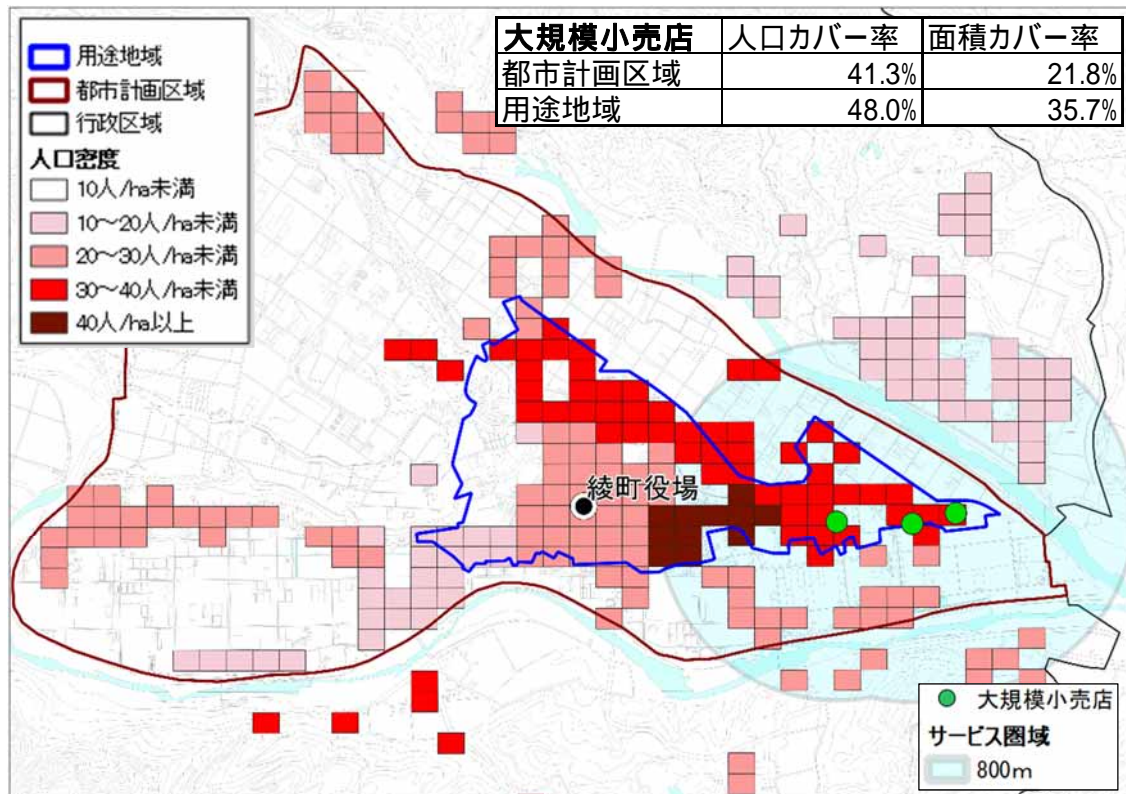 用途地域
都市計画区域
行政区域
人口密度
10人/ha未満
10～20人/ha未満
20～30人/ha未満
30～40人/ha未満
40人/ha以上
大規模小売店 人口カバー率 面積カバー率
都市計画区域 41.3% 21.8%
用途地域 48.0% 35.7%
綾町役場
大規模小売店
サービス圏域
800m